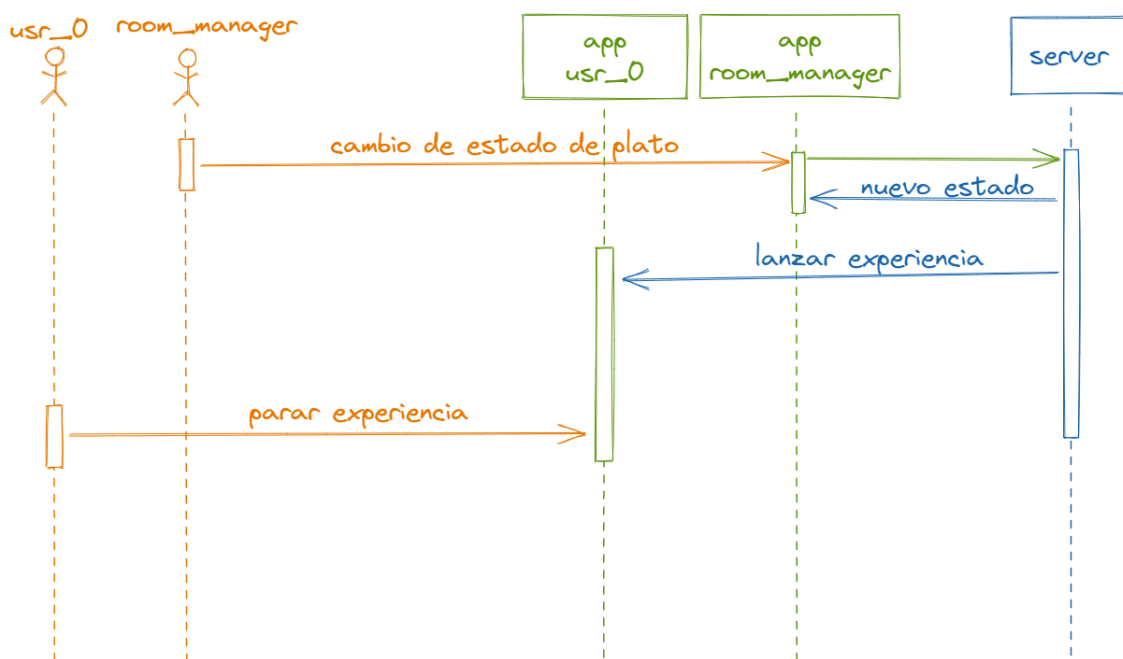 usr_0
room_manager
app
usr_0
app
room_manager
server
cambio de estado de plato
nuevo estado
lanzar experiencia
parar experiencia